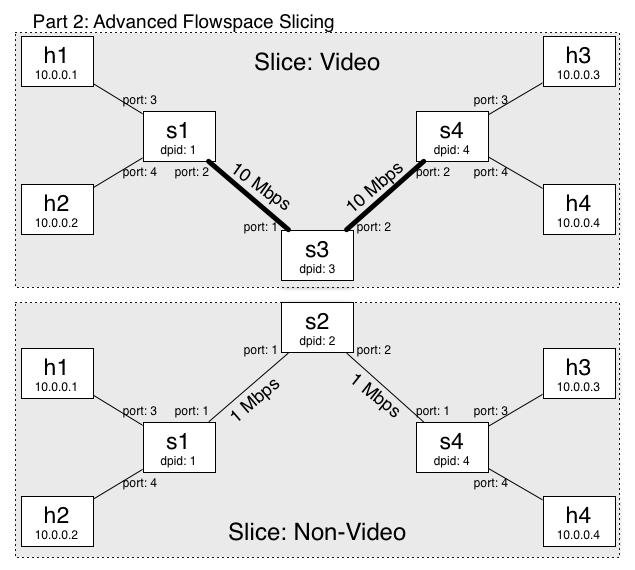 Part 2: Advanced Flowspace Slicing
Slice: Video
h1
10.0.0.1
h3
10.0.0.3
port: 3
port: 3
s1
dpid: 1
s4
dpid: 4
port: 4
port: 2
10 Mbps
10 Mbps
port: 2
port: 4
h2
10.0.0.2
h4
10.0.0.4
port: 1
port: 2
s3
dpid: 3
s2
dpid: 2
port: 1
port: 2
h1
10.0.0.1
h3
10.0.0.3
1 Mbps
1 Mbps
port: 3
port: 1
port: 1
port: 3
s1
dpid: 1
s4
dpid: 4
port: 4
port: 4
h2
10.0.0.2
h4
10.0.0.4
Slice: Non-Video